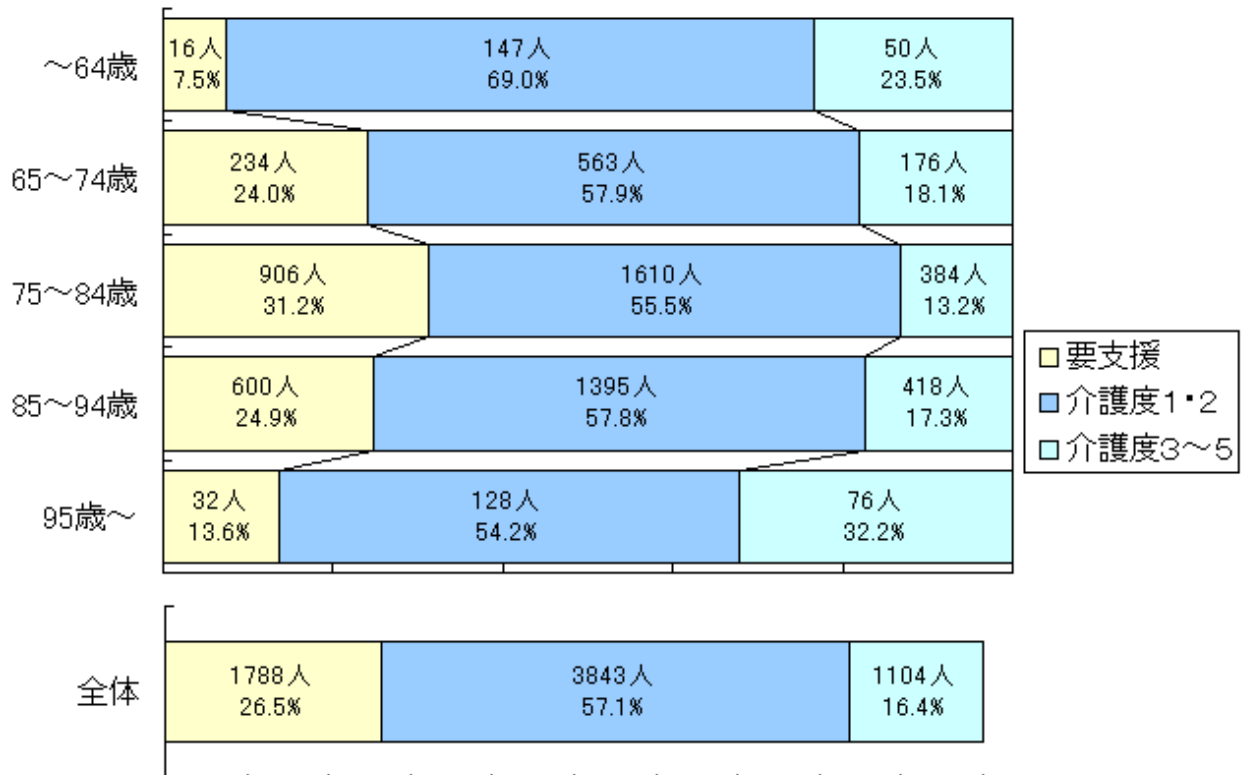 ~64歳
16人 147人 50人
7.5% 69.0% 23.5%
65~74歳
234人 563人 176人
24.0% 57.9% 18.1%
75~84歳
906人 1610人 384人
31.2% 55.5% 13.2%
85~94歳
600人 1395人 418人
24.9% 57.8% 17.3%
95歳~
32人 128人 76人
13.6% 54.2% 32.2%
要支援
介護度1・2
介護度3~5
全体
1788人 3843人 1104人
26.5% 57.1% 16.4%